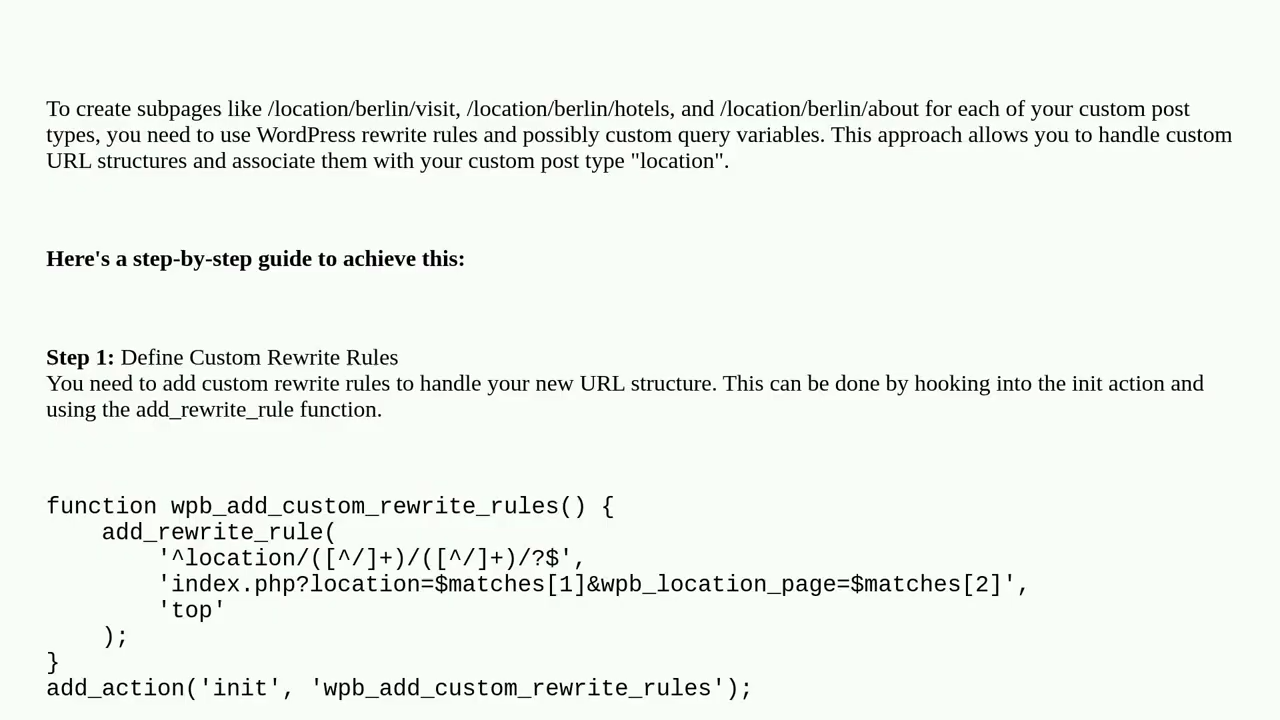 To create subpages like /location/berlin/visit, /location/berlin/hotels, and /location/berlin/about for each of your custom post
types, you need to use WordPress rewrite rules and possibly custom query variables. This approach allows you to handle custom
URL structures and associate them with your custom post type "location".
Here's a step-by-step guide to achieve this:
Step 1: Define Custom Rewrite Rules
You need to add custom rewrite rules to handle your new URL structure. This can be done by hooking into the init action and
using the add_rewrite_rule function.
function wpb_add_custom_rewrite_rules() {
    add_rewrite_rule(
        '^location/([^/]+)/([^/]+)/?$',
        'index.php?location=$matches[1]&wpb_location_page=$matches[2]',
        'top'
    );
}
add_action('init', 'wpb_add_custom_rewrite_rules');